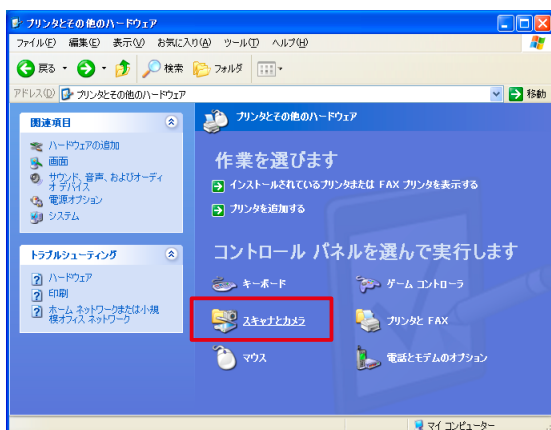 プリンタとその他のハードウェア
ファイル(F) 編集(E) 表示(V) お気に入り(A) ツール(T) ヘルプ(H)
戻る 検索 フォルダ
アドレス(D) プリンタとその他のハードウェア 移動
関連項目
ハードウェアの追加
画面
サウンド、音声、およびオーディ
オ デバイス
電源オプション
システム
トラブルシューティング
ハードウェア
印刷
ホーム ネットワークまたは小規
模オフィス ネットワーク
プリンタとその他のハードウェア
作業を選びます
インストールされているプリンタまたは FAX プリンタを表示する
プリンタを追加する
コントロール パネルを選んで実行します
キーボード ゲーム コントローラ
スキャナとカメラ プリンタと FAX
マウス 電話とモデムのオプション
マイ コンピューター